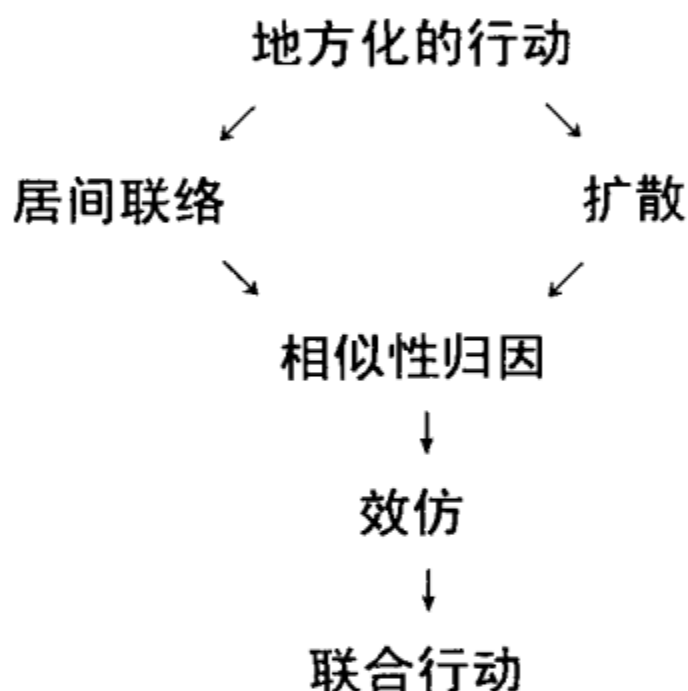 地方化的行动
居间联络
扩散
相似性归因
效仿
联合行动